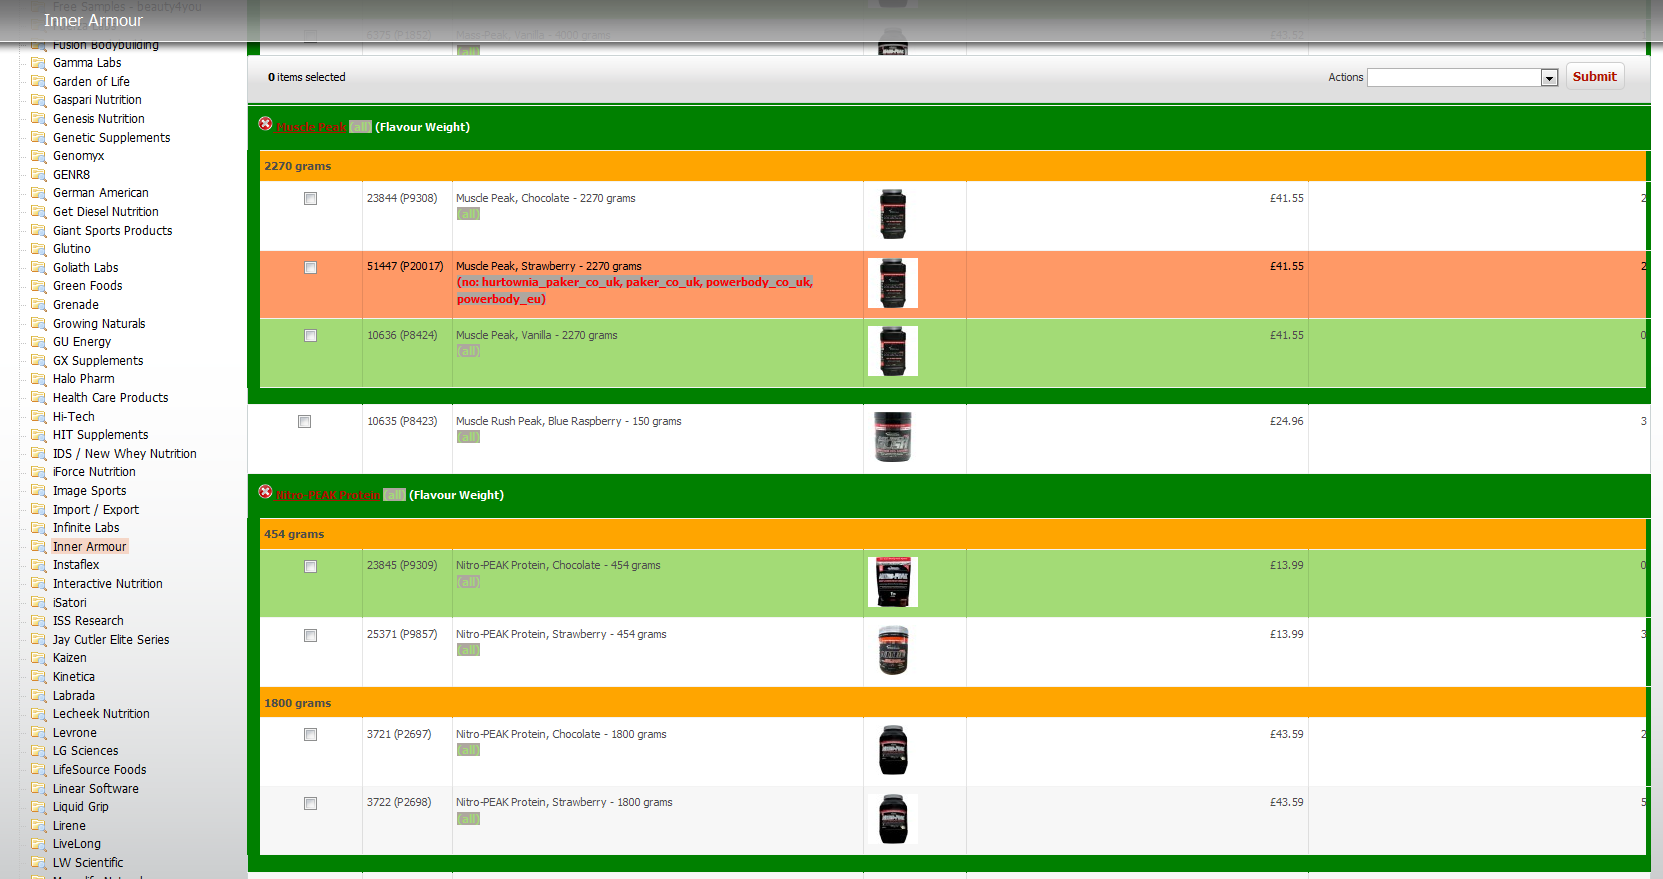 Free Samples - beauty4you
Inner Armour
Fusion Bodybuilding
Gamma Labs
Garden of Life
Gaspari Nutrition
Genesis Nutrition
Genetic Supplements
Genomyx
GENR8
German American
Get Diesel Nutrition
Giant Sports Products
Glutino
Goliath Labs
Green Foods
Grenade
Growing Naturals
GU Energy
GX Supplements
Halo Pharm
Health Care Products
Hi-Tech
HIT Supplements
IDS / New Whey Nutrition
iForce Nutrition
Image Sports
Import / Export
Infinite Labs
Inner Armour
Instaflex
Interactive Nutrition
iSatori
ISS Research
Jay Cutler Elite Series
Kaizen
Kinetica
Labrada
Lecheek Nutrition
Levrone
LG Sciences
LifeSource Foods
Linear Software
Liquid Grip
Lirene
LiveLong
LW Scientific
6375 (P1852) Mass-Peak, Vanilla - 4000 grams £43.52
(all)
0 items selected Actions Submit
Muscle Peak (all) (Flavour Weight)
2270 grams
23844 (P9308) Muscle Peak, Chocolate - 2270 grams £41.55 2
(all)
51447 (P20017) Muscle Peak, Strawberry - 2270 grams £41.55 2
(no: hurtownia_paker_co_uk, paker_co_uk, powerbody_co_uk,
powerbody_eu)
10636 (P8424) Muscle Peak, Vanilla - 2270 grams £41.55 0
(all)
10635 (P8423) Muscle Rush Peak, Blue Raspberry - 150 grams £24.96 3
(all)
Nitro-PEAK Protein (all) (Flavour Weight)
454 grams
23845 (P9309) Nitro-PEAK Protein, Chocolate - 454 grams £13.99 0
(all)
25371 (P9857) Nitro-PEAK Protein, Strawberry - 454 grams £13.99 3
(all)
1800 grams
3721 (P2697) Nitro-PEAK Protein, Chocolate - 1800 grams £43.59 2
(all)
3722 (P2698) Nitro-PEAK Protein, Strawberry - 1800 grams £43.59 5
(all)